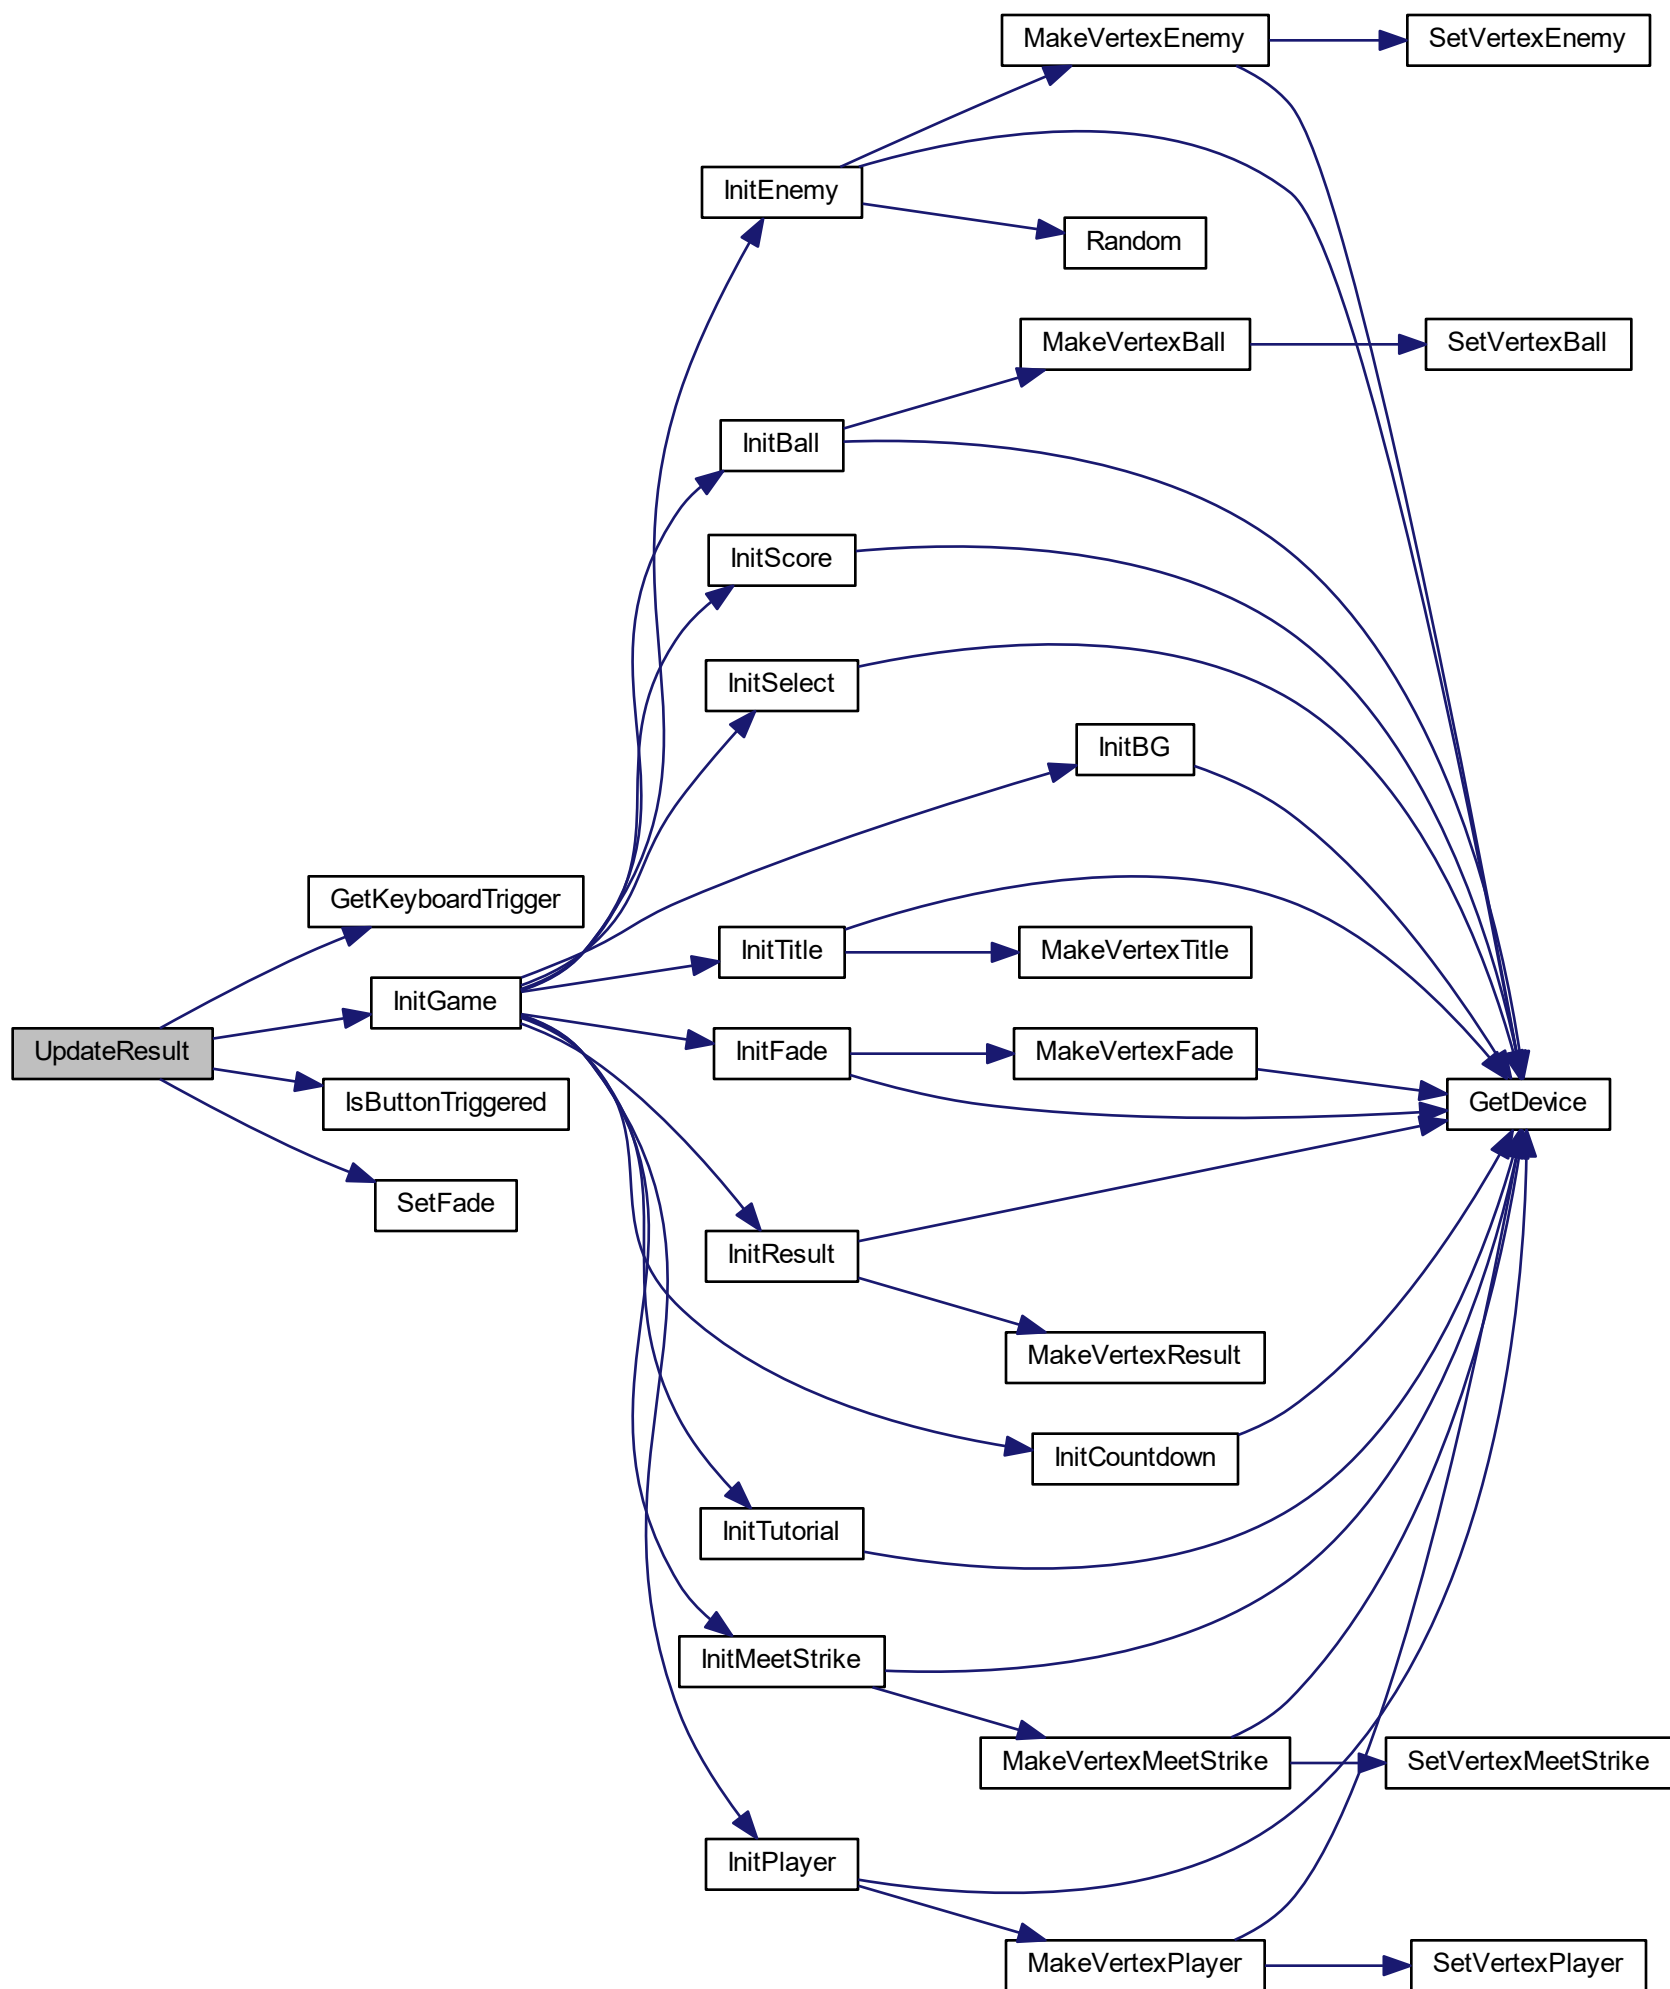 MakeVertexEnemy
SetVertexEnemy
InitEnemy
Random
MakeVertexBall
SetVertexBall
InitBall
InitScore
InitSelect
InitBG
GetKeyboardTrigger
InitTitle
MakeVertexTitle
InitGame
UpdateResult
InitFade
MakeVertexFade
IsButtonTriggered
GetDevice
SetFade
InitResult
MakeVertexResult
InitCountdown
InitTutorial
InitMeetStrike
MakeVertexMeetStrike
SetVertexMeetStrike
InitPlayer
MakeVertexPlayer
SetVertexPlayer